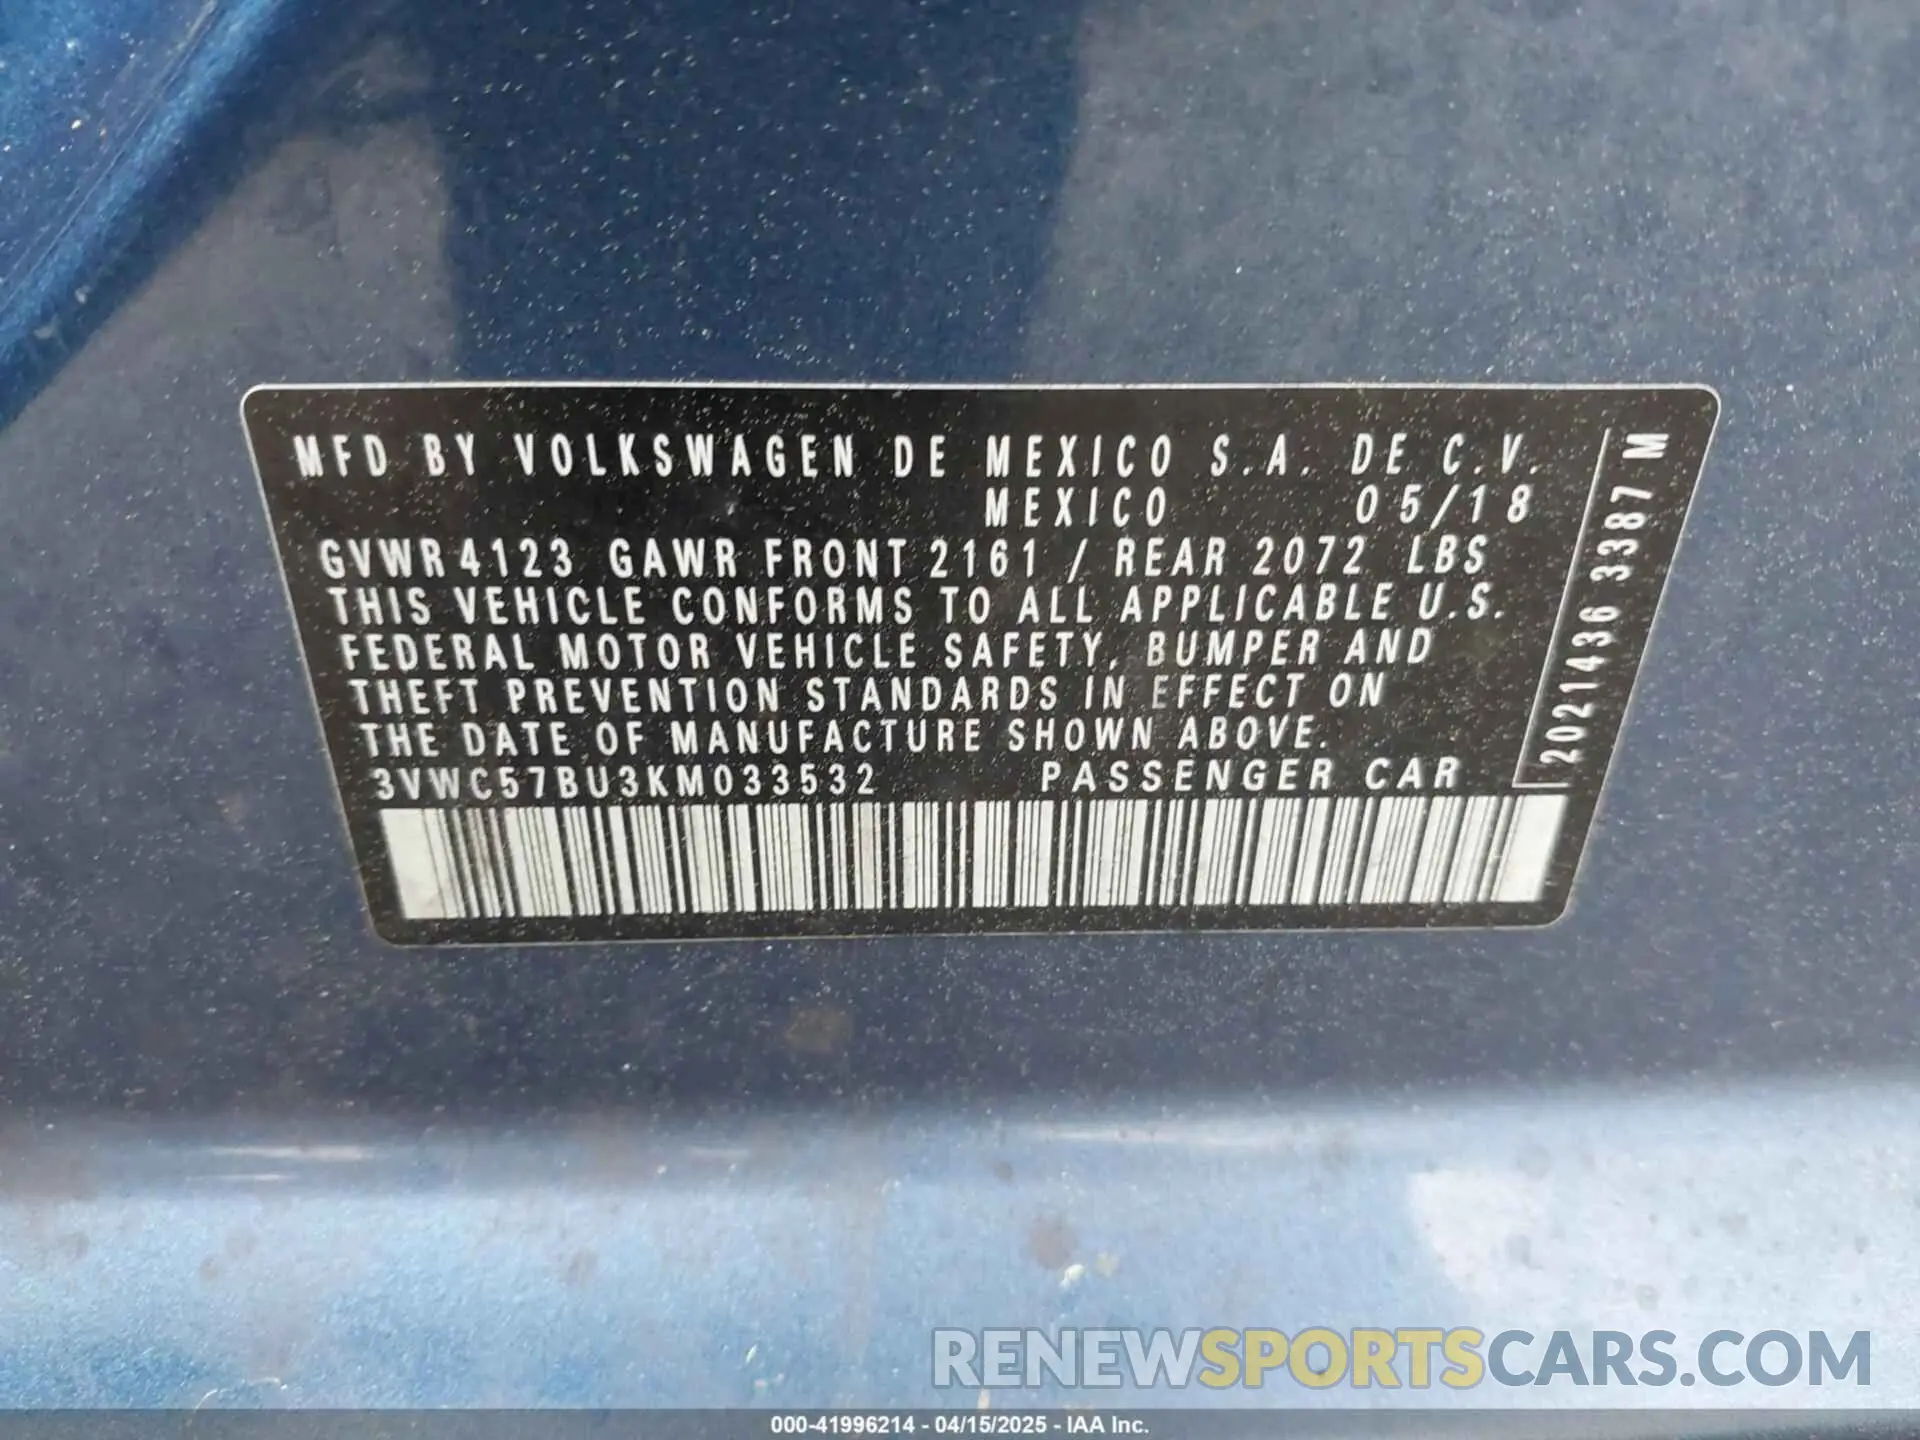 MFD BY VOLKSWAGEN DE MEXICO S.A. DE C.V.
MEXICO 05/18
GVWR 4123 GAWR FRONT 2161 / REAR 2072 LBS
THIS VEHICLE CONFORMS TO ALL APPLICABLE U.S.
FEDERAL MOTOR VEHICLE SAFETY, BUMPER AND
THEFT PREVENTION STANDARDS IN EFFECT ON
THE DATE OF MANUFACTURE SHOWN ABOVE.
3VWC57BU3KM033532 PASSENGER CAR
2021436 3387 M
RENEWSPORTSCARS.COM
000-41996214 - 04/15/2025 - IAA Inc.